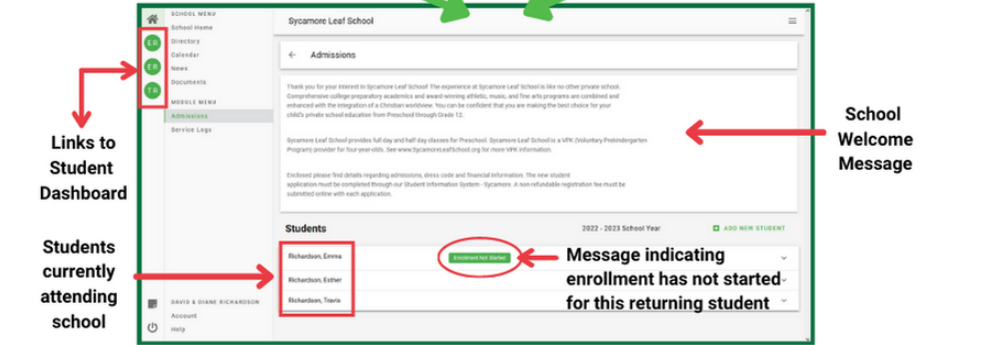 SCHOOL MENU
School Home
Directory
Calendar
News
Documents
MODULE MENU
Admissions
Service Logs
ER
ER
TR
Links to
Student
Dashboard
Students
currently
attending
school
DAVID & DIANE RICHARDSON
Account
Help
Sycamore Leaf School
Admissions
Thank you for your interest in Sycamore Leaf School! The experience at Sycamore Leaf School is like no other private school.
Comprehensive college preparatory academics and award-winning athletic, music, and fine arts programs are combined and
enhanced with the integration of a Christian worldview. You can be confident that you are making the best choice for your
child's private school education from Preschool through Grade 12.
Sycamore Leaf School provides full day and half day classes for Preschool. Sycamore Leaf School is a VPK (Voluntary Prekindergarten
Program) provider for four-year-olds. See www.SycamoreLeafSchool.org for more VPK information.
Enclosed please find details regarding admissions, dress code and financial information. The new student
application must be completed through our Student Information System - Sycamore. A non-refundable registration fee must be
submitted online with each application.
School
Welcome
Message
Students
2022 - 2023 School Year
ADD NEW STUDENT
Richardson, Emma
Enrollment Not Started
Richardson, Esther
Richardson, Travis
Message indicating
enrollment has not started
for this returning student